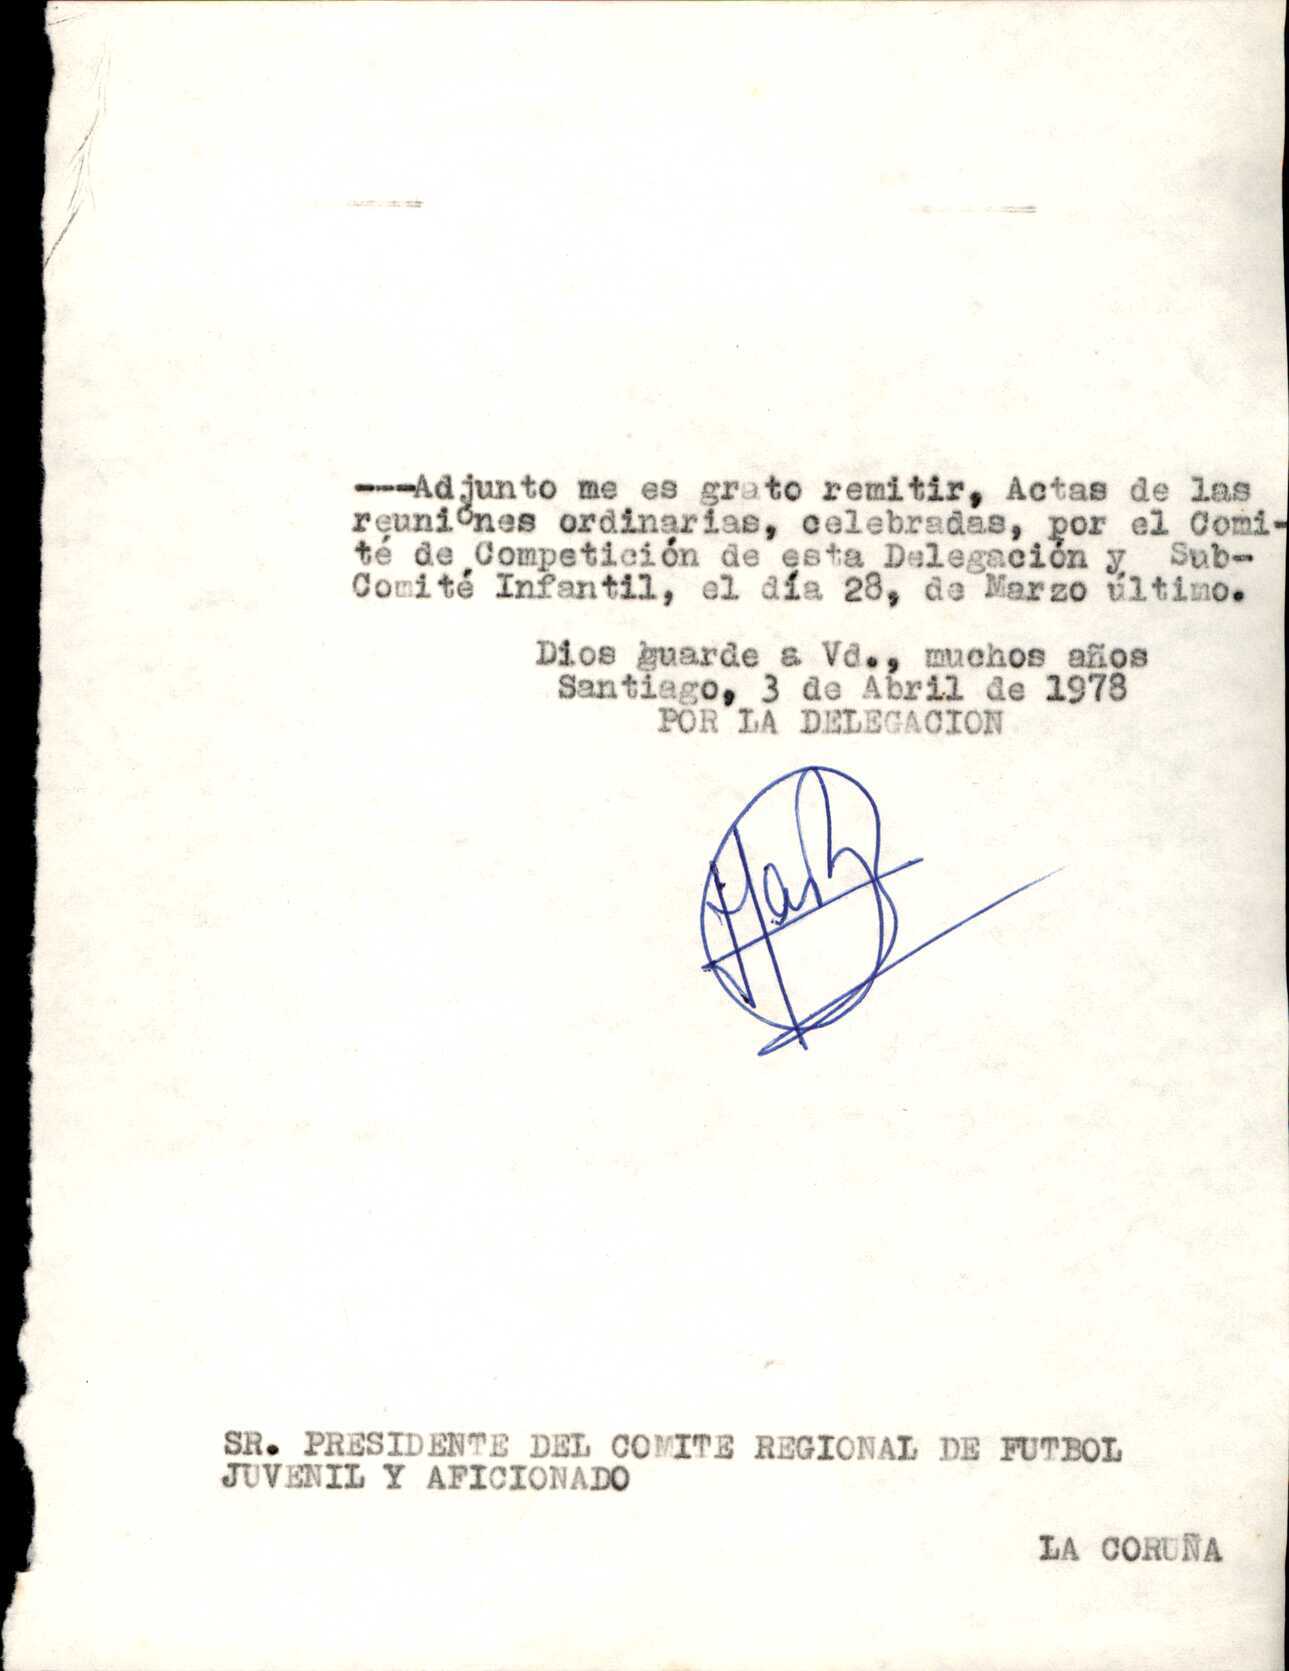 ----Adjunto me es grato remitir, Actas de las
reuniones ordinarias, celebradas, por el Comi-
té de Competición de esta Delegación y Sub-
Comité Infantil, el día 28, de Marzo último.
Dios guarde a Vd., muchos años
Santiago, 3 de Abril de 1978
POR LA DELEGACION
SR. PRESIDENTE DEL COMITE REGIONAL DE FUTBOL
JUVENIL Y AFICIONADO
LA CORUÑA